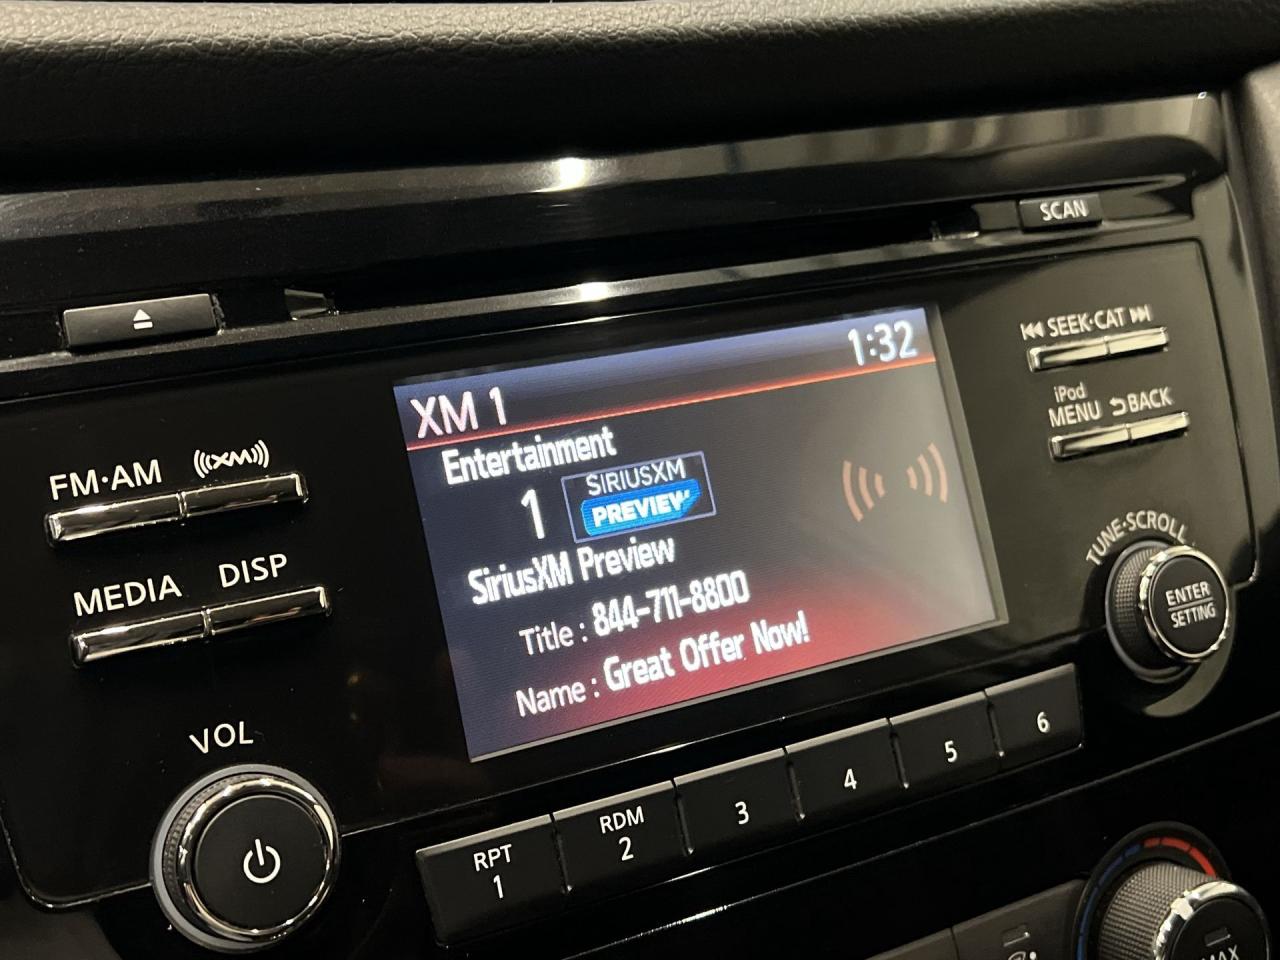 SCAN
⏏
1:32
XM 1
Entertainment
1
SIRIUSXM
PREVIEW
SiriusXM Preview
Title : 844-711-8800
Name : Great Offer Now!
FM·AM
XM
MEDIA
DISP
VOL
SEEK·CAT
iPod
MENU
BACK
TUNE·SCROLL
ENTER
SETTING
RPT
1
RDM
2
3
4
5
6
MAX